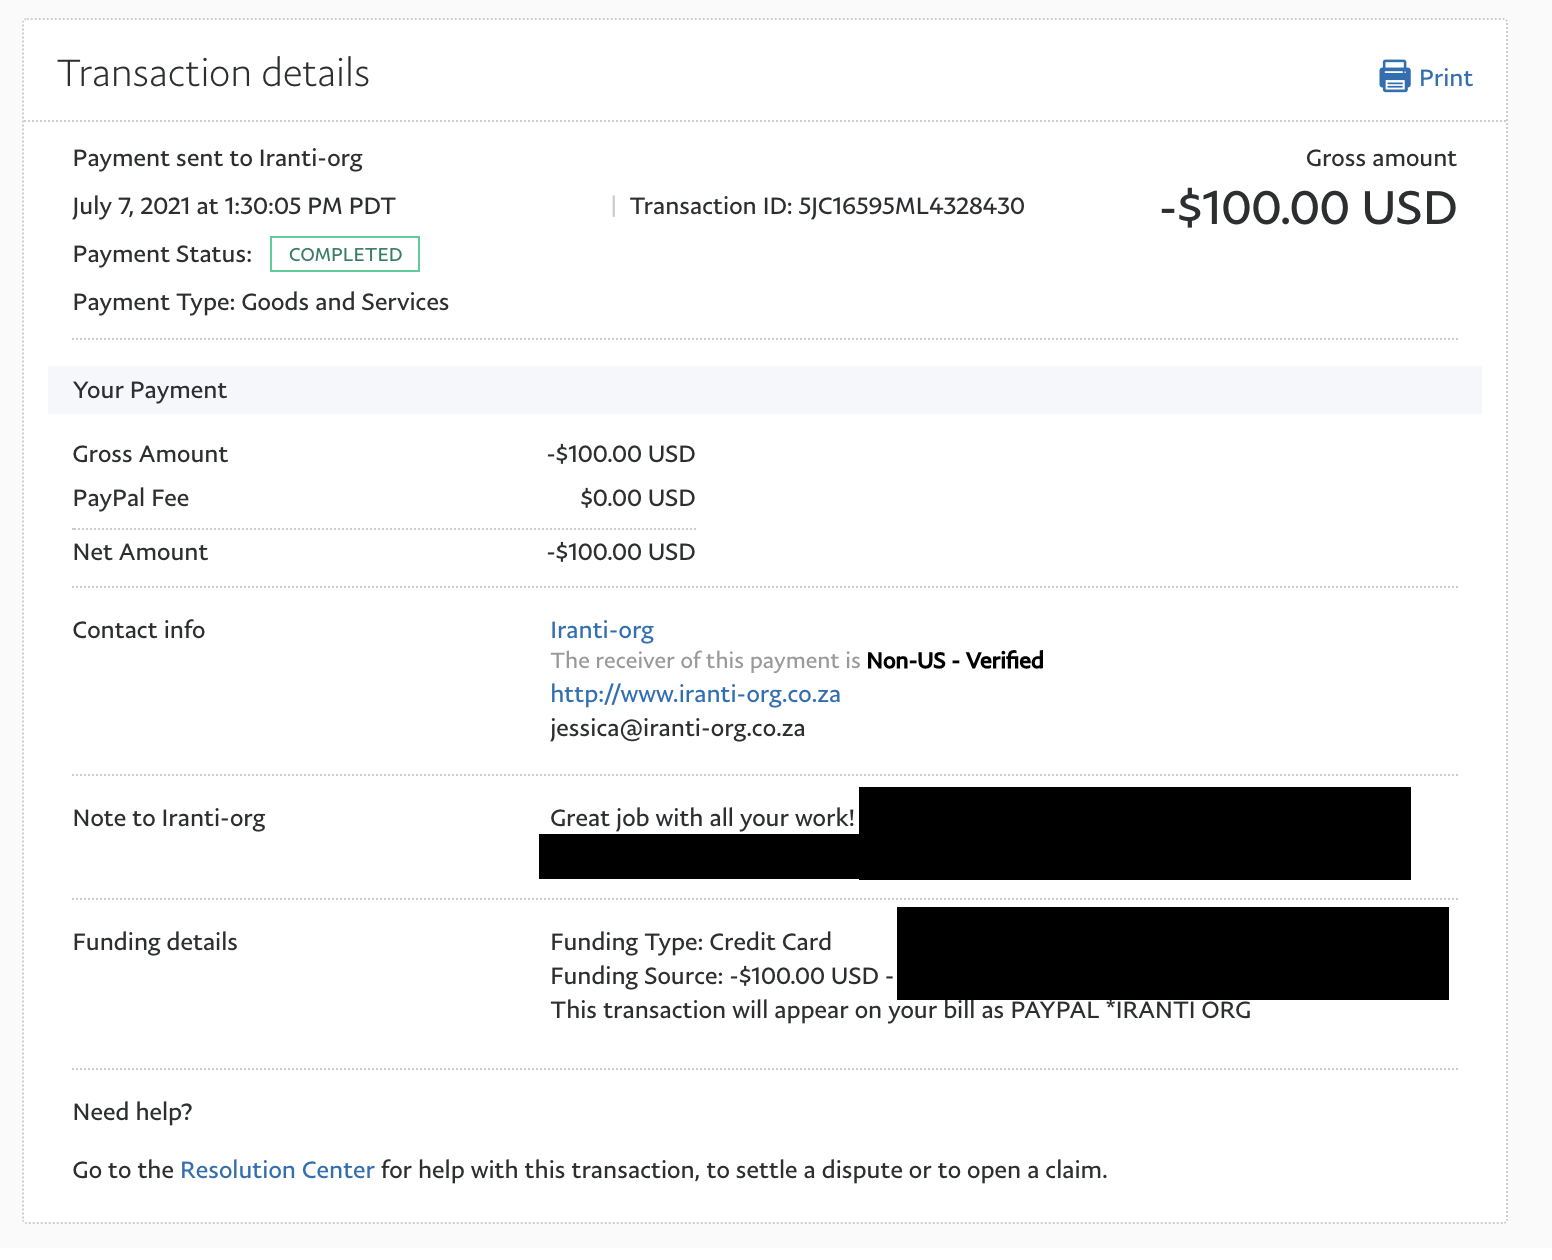 Transaction details
Print
Payment sent to Iranti-org
Gross amount
July 7, 2021 at 1:30:05 PM PDT
Transaction ID: 5JC16595ML4328430
-$100.00 USD
Payment Status: COMPLETED
Payment Type: Goods and Services
Your Payment
Gross Amount -$100.00 USD
PayPal Fee $0.00 USD
Net Amount -$100.00 USD
Contact info
Iranti-org
The receiver of this payment is Non-US - Verified
http://www.iranti-org.co.za
jessica@iranti-org.co.za
Note to Iranti-org
Great job with all your work!
Funding details
Funding Type: Credit Card
Funding Source: -$100.00 USD -
This transaction will appear on your bill as PAYPAL *IRANTI ORG
Need help?
Go to the Resolution Center for help with this transaction, to settle a dispute or to open a claim.